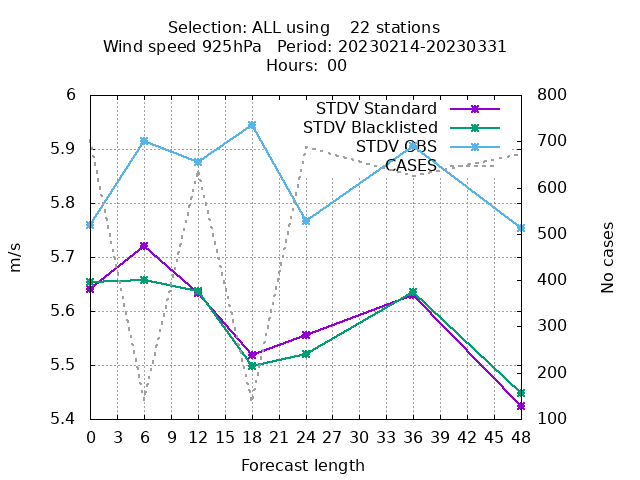 Selection: ALL using    22 stations
Wind speed 925hPa   Period: 20230214-20230331
Hours:  00
STDV Standard
STDV Blacklisted
STDV OBS
CASES
6
5.9
5.8
5.7
5.6
5.5
5.4
m/s
800
700
600
500
400
300
200
100
No cases
0 3 6 9 12 15 18 21 24 27 30 33 36 39 42 45 48
Forecast length